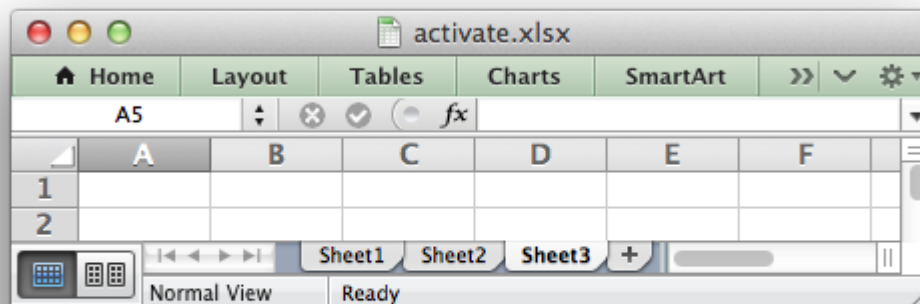 activate.xlsx
Home Layout Tables Charts SmartArt
A5 fx
A B C D E F
1
2
Sheet1 Sheet2 Sheet3 +
Normal View Ready